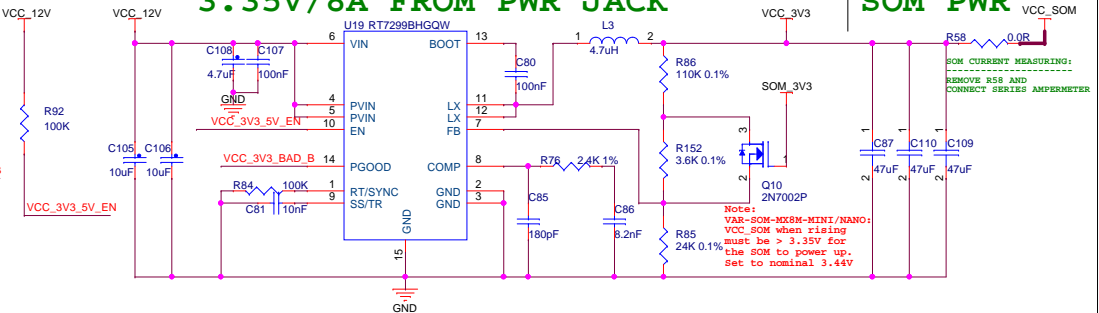 3.35V/8A FROM PWR JACK
SOM PWR
VCC_12V
VCC_12V
VCC_3V3
VCC_SOM
U19 RT7299BHGQW
L3
4.7uH
1
2
R58
0.0R
SOM CURRENT MEASURING:
REMOVE R58 AND
CONNECT SERIES AMPERMETER
C108
4.7uF
C107
100nF
GND
6
VIN
BOOT
13
C80
100nF
R86
110K 0.1%
SOM_3V3
R92
100K
4
PVIN
5
PVIN
10
EN
LX
11
LX
12
FB
7
VCC_3V3_5V_EN
C105
10uF
C106
10uF
VCC_3V3_BAD_B
14
PGOOD
COMP
8
R76
2.4K 1%
R152
3.6K 0.1%
3
1
2
Q10
2N7002P
C87
47uF
1
2
C110
47uF
1
2
C109
47uF
1
2
VCC_3V3_5V_EN
R84
100K
1
RT/SYNC
9
SS/TR
C81
10nF
GND
2
GND
3
GND
15
C85
180pF
C86
8.2nF
R85
24K 0.1%
Note:
VAR-SOM-MX8M-MINI/NANO:
VCC_SOM when rising
must be > 3.35V for
the SOM to power up.
Set to nominal 3.44V
GND